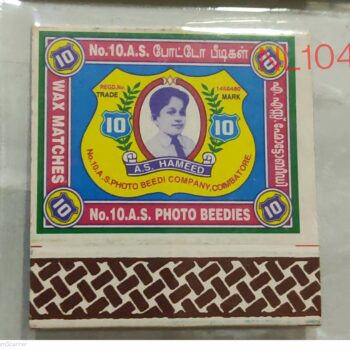 No.10.A.S. போட்டோ பீடிகள்
L104
REGD.No. 1458480
TRADE MARK
10
10
10
10
A.S. HAMEED
No.10.A.S.PHOTO BEEDI COMPANY,COIMBATORE.
WAX MATCHES
10
10
No.10.A.S. PHOTO BEEDIES